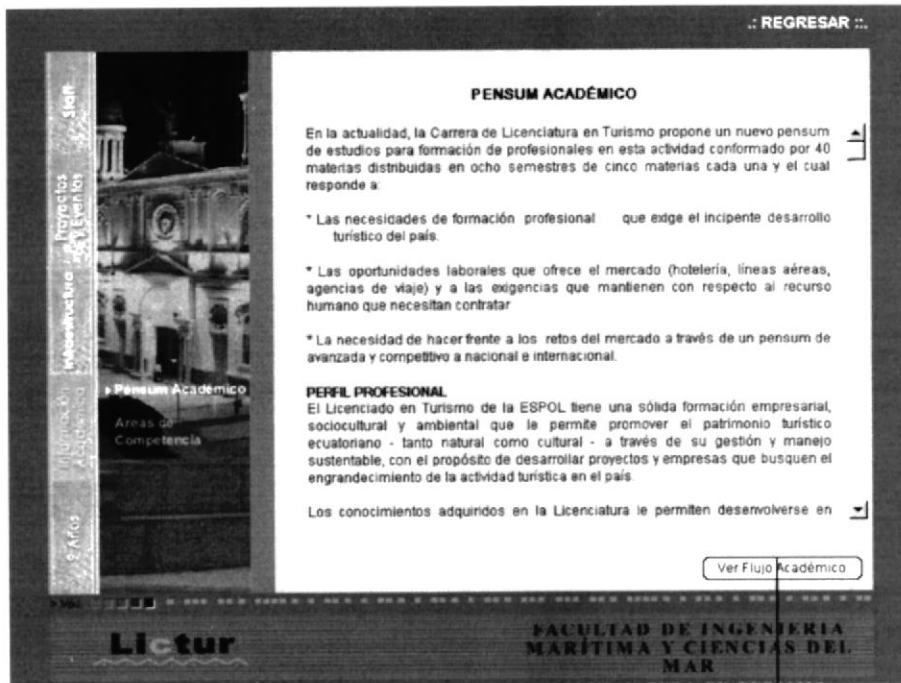 .: REGRESAR ::.
PENSUM ACADÉMICO
En la actualidad, la Carrera de Licenciatura en Turismo propone un nuevo pensum
de estudios para formación de profesionales en esta actividad conformado por 40
materias distribuidas en ocho semestres de cinco materias cada una y el cual
responde a:
* Las necesidades de formación profesional que exige el incipente desarrollo
turístico del país.
* Las oportunidades laborales que ofrece el mercado (hotelería, líneas aéreas,
agencias de viaje) y a las exigencias que mantienen con respecto al recurso
humano que necesitan contratar
* La necesidad de hacer frente a los retos del mercado a través de un pensum de
avanzada y competitivo a nacional e internacional.
PERFIL PROFESIONAL
El Licenciado en Turismo de la ESPOL tiene una sólida formación empresarial,
sociocultural y ambiental que le permite promover el patrimonio turístico
ecuatoriano - tanto natural como cultural - a través de su gestión y manejo
sustentable, con el propósito de desarrollar proyectos y empresas que busquen el
engrandecimiento de la actividad turística en el país.
Los conocimientos adquiridos en la Licenciatura le permiten desenvolverse en
Ver Flujo Académico
Staff
Proyectos
y Eventos
Infraestructura
Información
Académica
Años
Pensum Académico
Areas de
Competencia
Lictur
FACULTAD DE INGENIERIA
MARÍTIMA Y CIENCIAS DEL
MAR